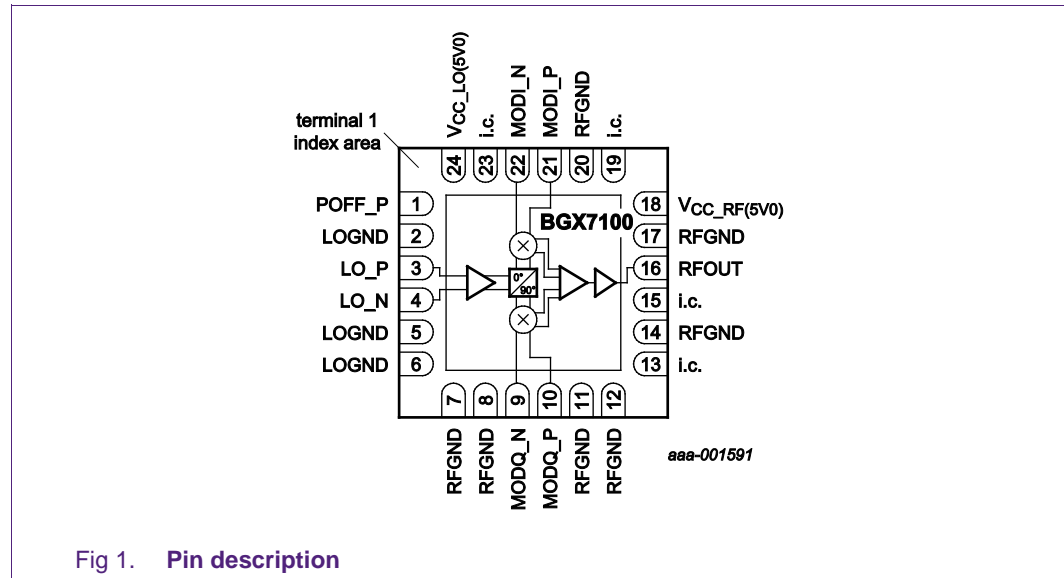 VCC_LO(5V0)
i.c.
MODI_N
MODI_P
RFGND
i.c.
terminal 1
index area
24
23
22
21
20
19
POFF_P 1
LOGND 2
LO_P 3
LO_N 4
LOGND 5
LOGND 6
BGX7100
0°
90°
18 VCC_RF(5V0)
17 RFGND
16 RFOUT
15 i.c.
14 RFGND
13 i.c.
7
8
9
10
11
12
RFGND
RFGND
MODQ_N
MODQ_P
RFGND
RFGND
aaa-001591
Fig 1. Pin description